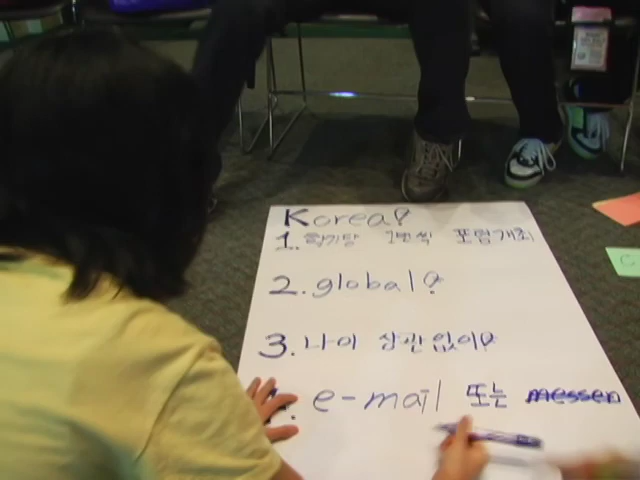 Korea?
1. 학기당 1번씩 포럼개최
2. global?
3. 나이 상관없이?
e-mail 또는 messen
C